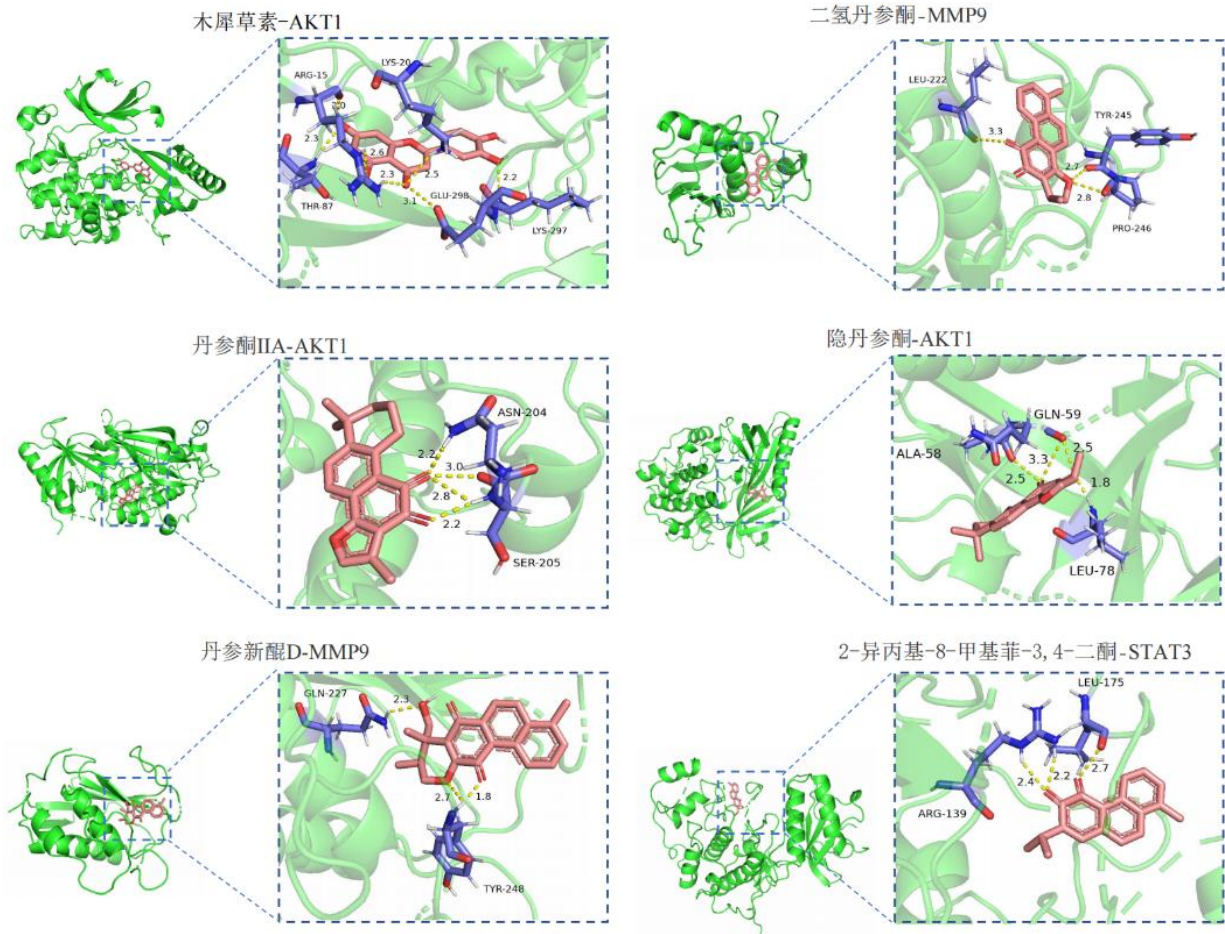 木犀草素-AKT1
LYS-20
ARG-15
2.0
2.3
2.6
2.3
2.5
2.2
3.1
GLU-298
THR-87
LYS-297
二氢丹参酮-MMP9
LEU-222
TYR-245
3.3
2.7
2.8
PRO-246
丹参酮IIA-AKT1
ASN-204
2.2
3.0
2.8
2.2
SER-205
隐丹参酮-AKT1
GLN-59
ALA-58
2.5
3.3
2.5
1.8
LEU-78
丹参新醌D-MMP9
GLN-227
2.3
2.7
1.8
TYR-248
2-异丙基-8-甲基菲-3,4-二酮-STAT3
LEU-175
2.4
2.2
2.7
ARG-139